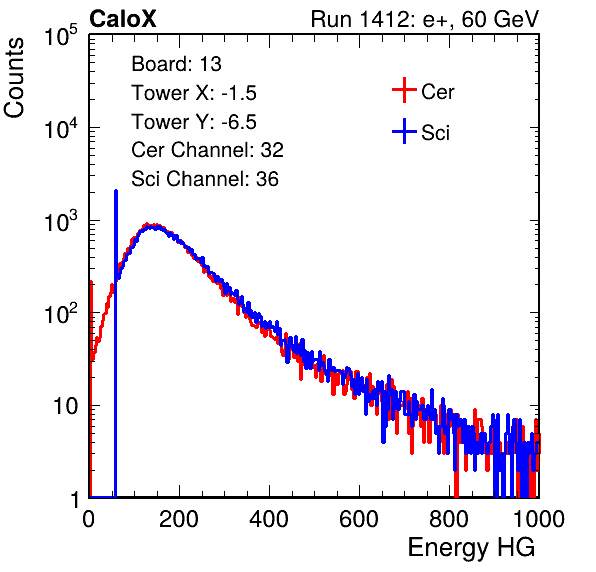 CaloX Run 1412: e+, 60 GeV
Counts
Board: 13
Tower X: -1.5
Tower Y: -6.5
Cer Channel: 32
Sci Channel: 36
Cer
Sci
10^5
10^4
10^3
10^2
10
1
0 200 400 600 800 1000
Energy HG